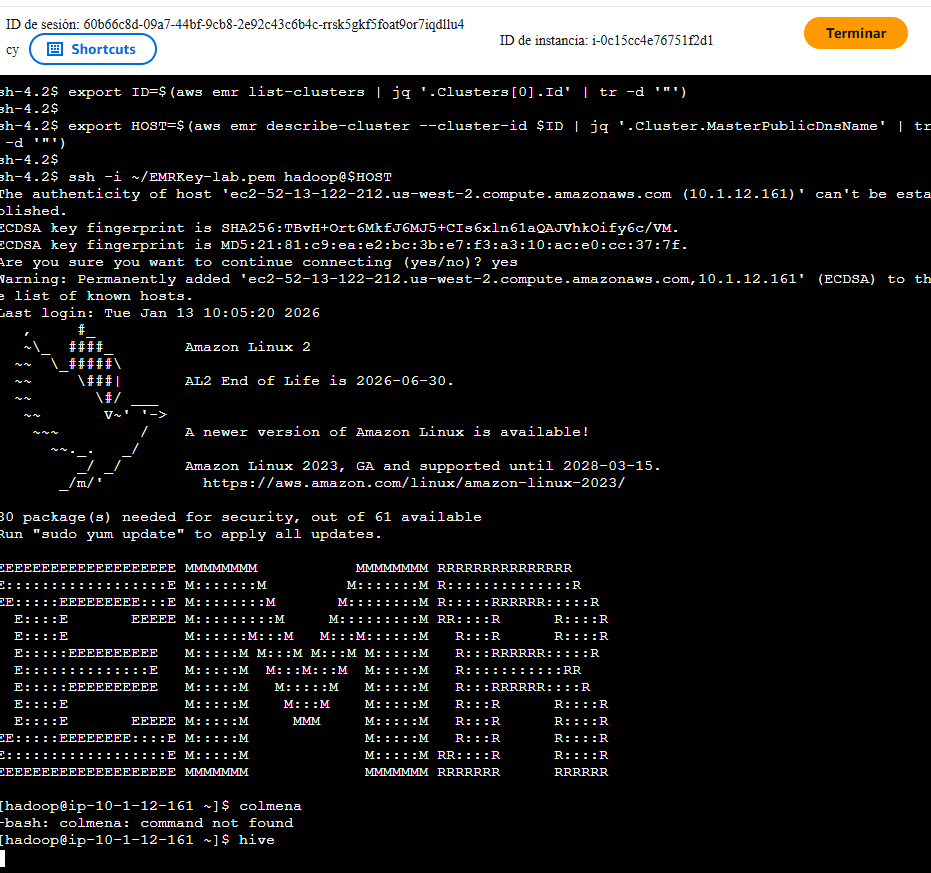 ID de sesión: 60b66c8d-09a7-44bf-9cb8-2e92c43c6b4c-rrsk5gkf5foat9or7iqdllu4
cy
Shortcuts
ID de instancia: i-0c15cc4e76751f2d1
Terminar
sh-4.2$ export ID=$(aws emr list-clusters | jq '.Clusters[0].Id' | tr -d '"')
sh-4.2$
sh-4.2$ export HOST=$(aws emr describe-cluster --cluster-id $ID | jq '.Cluster.MasterPublicDnsName' | tr
 -d '"')
sh-4.2$
sh-4.2$ ssh -i ~/EMRKey-lab.pem hadoop@$HOST
The authenticity of host 'ec2-52-13-122-212.us-west-2.compute.amazonaws.com (10.1.12.161)' can't be esta
blished.
ECDSA key fingerprint is SHA256:TBvH+Ort6MkfJ6MJ5+CIs6xln61aQAJVhkOify6c/VM.
ECDSA key fingerprint is MD5:21:81:c9:ea:e2:bc:3b:e7:f3:a3:10:ac:e0:cc:37:7f.
Are you sure you want to continue connecting (yes/no)? yes
Warning: Permanently added 'ec2-52-13-122-212.us-west-2.compute.amazonaws.com,10.1.12.161' (ECDSA) to th
e list of known hosts.
Last login: Tue Jan 13 10:05:20 2026
   ,     #_
   ~\_  ####_        Amazon Linux 2
  ~~  \_#####\
  ~~     \###|       AL2 End of Life is 2026-06-30.
  ~~       \#/ ___
   ~~       V~' '->
    ~~~         /    A newer version of Amazon Linux is available!
      ~~._.   _/
         _/ _/       Amazon Linux 2023, GA and supported until 2028-03-15.
       _/m/'           https://aws.amazon.com/linux/amazon-linux-2023/
30 package(s) needed for security, out of 61 available
Run "sudo yum update" to apply all updates.
EEEEEEEEEEEEEEEEEEEE MMMMMMMM           MMMMMMMM RRRRRRRRRRRRRRR
E::::::::::::::::::E M:::::::M         M:::::::M R::::::::::::::R
EE:::::EEEEEEEEE:::E M::::::::M       M::::::::M R:::::RRRRRR:::::R
  E::::E       EEEEE M:::::::::M     M:::::::::M RR::::R      R::::R
  E::::E             M::::::M:::M   M:::M::::::M   R:::R      R::::R
  E:::::EEEEEEEEEE   M:::::M M:::M M:::M M:::::M   R:::RRRRRR:::::R
  E::::::::::::::E   M:::::M  M:::M:::M  M:::::M   R:::::::::::RR
  E:::::EEEEEEEEEE   M:::::M   M:::::M   M:::::M   R:::RRRRRR::::R
  E::::E             M:::::M    M:::M    M:::::M   R:::R      R::::R
  E::::E       EEEEE M:::::M     MMM     M:::::M   R:::R      R::::R
EE:::::EEEEEEEE::::E M:::::M             M:::::M   R:::R      R::::R
E::::::::::::::::::E M:::::M             M:::::M RR::::R      R::::R
EEEEEEEEEEEEEEEEEEEE MMMMMMM             MMMMMMM RRRRRRR      RRRRRR
[hadoop@ip-10-1-12-161 ~]$ colmena
-bash: colmena: command not found
[hadoop@ip-10-1-12-161 ~]$ hive